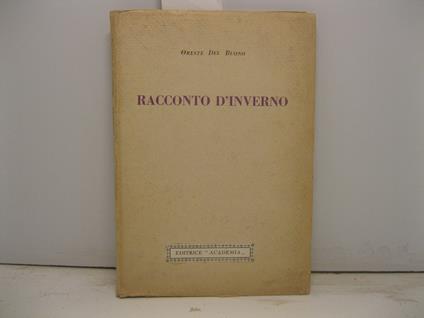 ORESTE DEL BUONO
RACCONTO D'INVERNO
EDITRICE "ACADEMIA„